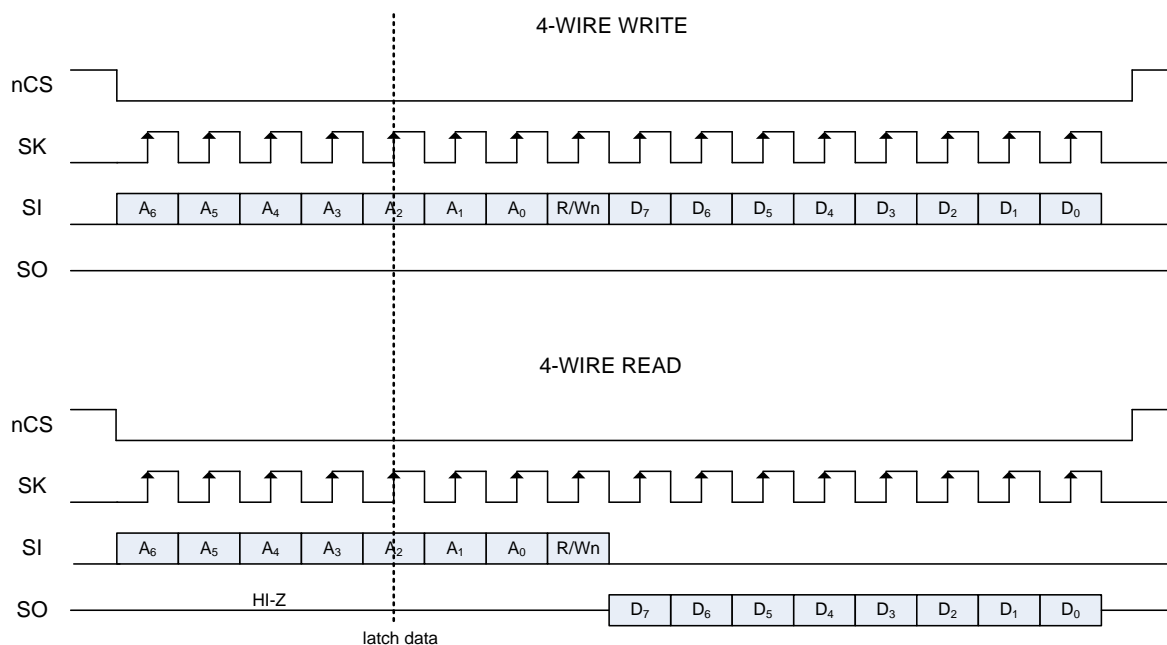 4-WIRE WRITE
nCS
SK
SI A₆ A₅ A₄ A₃ A₂ A₁ A₀ R/Wn D₇ D₆ D₅ D₄ D₃ D₂ D₁ D₀
SO
4-WIRE READ
nCS
SK
SI A₆ A₅ A₄ A₃ A₂ A₁ A₀ R/Wn
SO HI-Z D₇ D₆ D₅ D₄ D₃ D₂ D₁ D₀
latch data